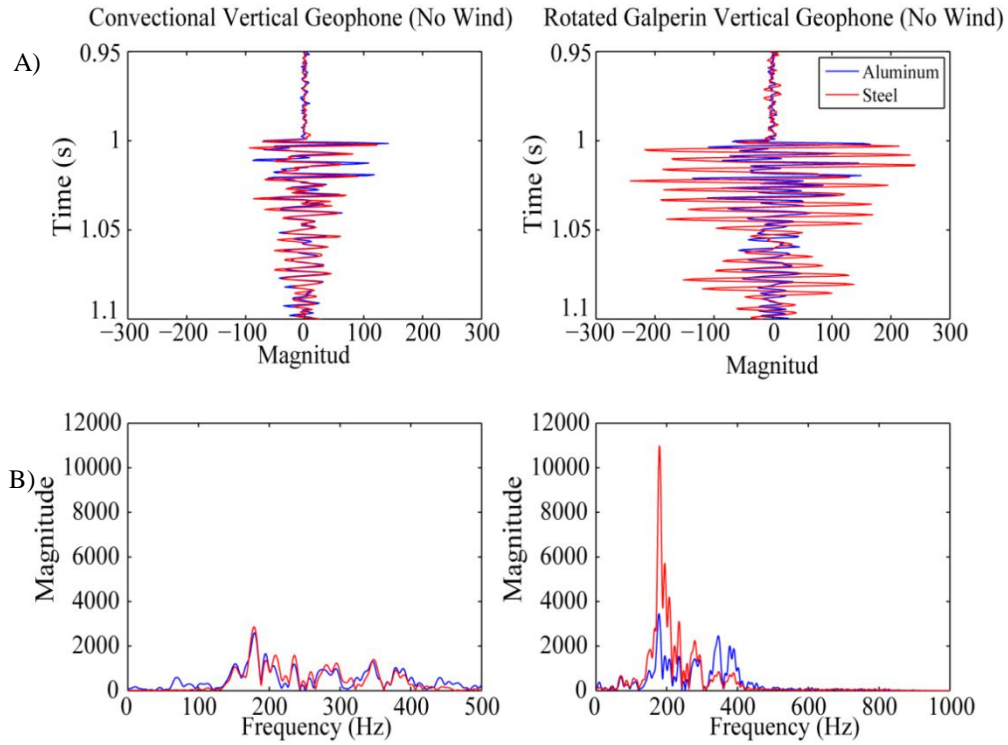 Convectional Vertical Geophone (No Wind)
Rotated Galperin Vertical Geophone (No Wind)
A)
0.95
1
1.05
1.1
Time (s)
−300 −200 −100 0 100 200 300
Magnitud
0.95
1
1.05
1.1
Time (s)
Aluminum
Steel
−300 −200 −100 0 100 200 300
Magnitud
B)
12000
10000
8000
6000
4000
2000
0
Magnitude
0 100 200 300 400 500
Frequency (Hz)
12000
10000
8000
6000
4000
2000
0
Magnitude
0 200 400 600 800 1000
Frequency (Hz)